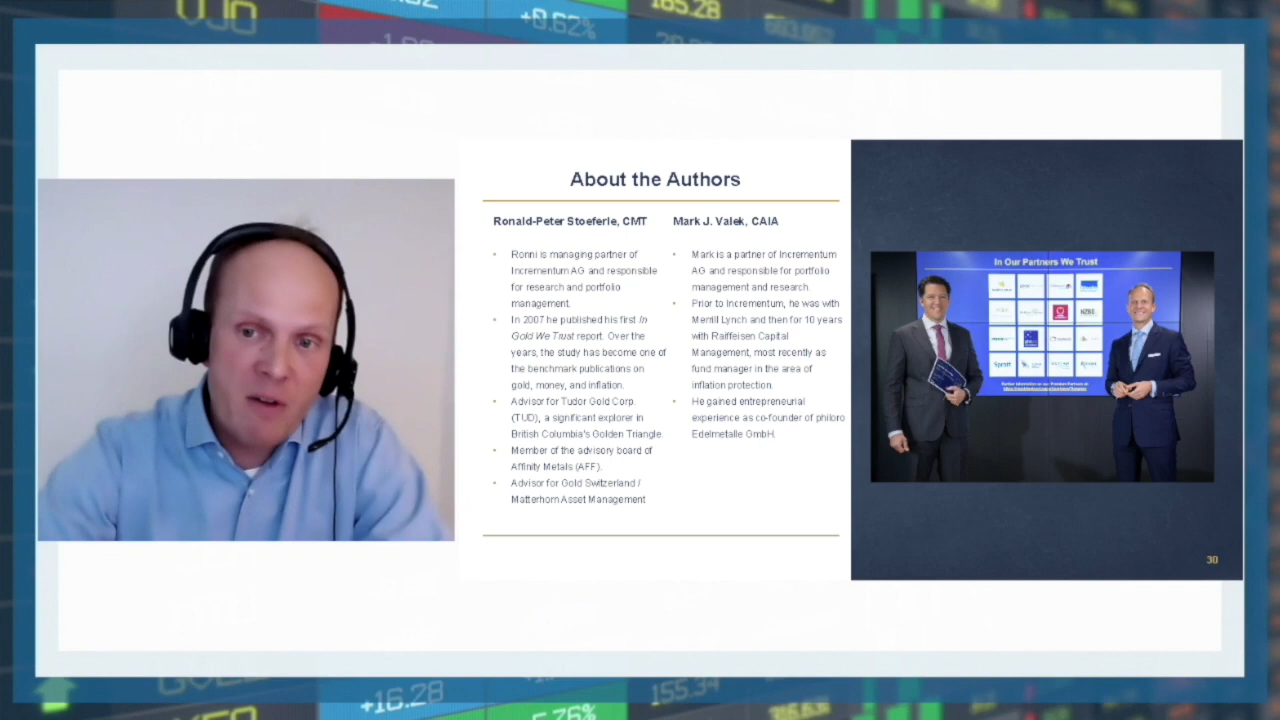 +0.62%
165.28
About the Authors
Ronald-Peter Stoeferle, CMT
Ronni is managing partner of
Incrementum AG and responsible
for research and portfolio
management.
In 2007 he published his first In
Gold We Trust report. Over the
years, the study has become one of
the benchmark publications on
gold, money, and inflation.
Advisor for Tudor Gold Corp.
(TUD), a significant explorer in
British Columbia's Golden Triangle.
Member of the advisory board of
Affinity Metals (AFF).
Advisor for Gold Switzerland /
Matterhorn Asset Management
Mark J. Valek, CAIA
Mark is a partner of Incrementum
AG and responsible for portfolio
management and research.
Prior to Incrementum, he was with
Merrill Lynch and then for 10 years
with Raiffeisen Capital
Management, most recently as
fund manager in the area of
inflation protection.
He gained entrepreneurial
experience as co-founder of philoro
Edelmetalle GmbH.
In Our Partners We Trust
Sprott
30
+16.28
155.34
5.76%